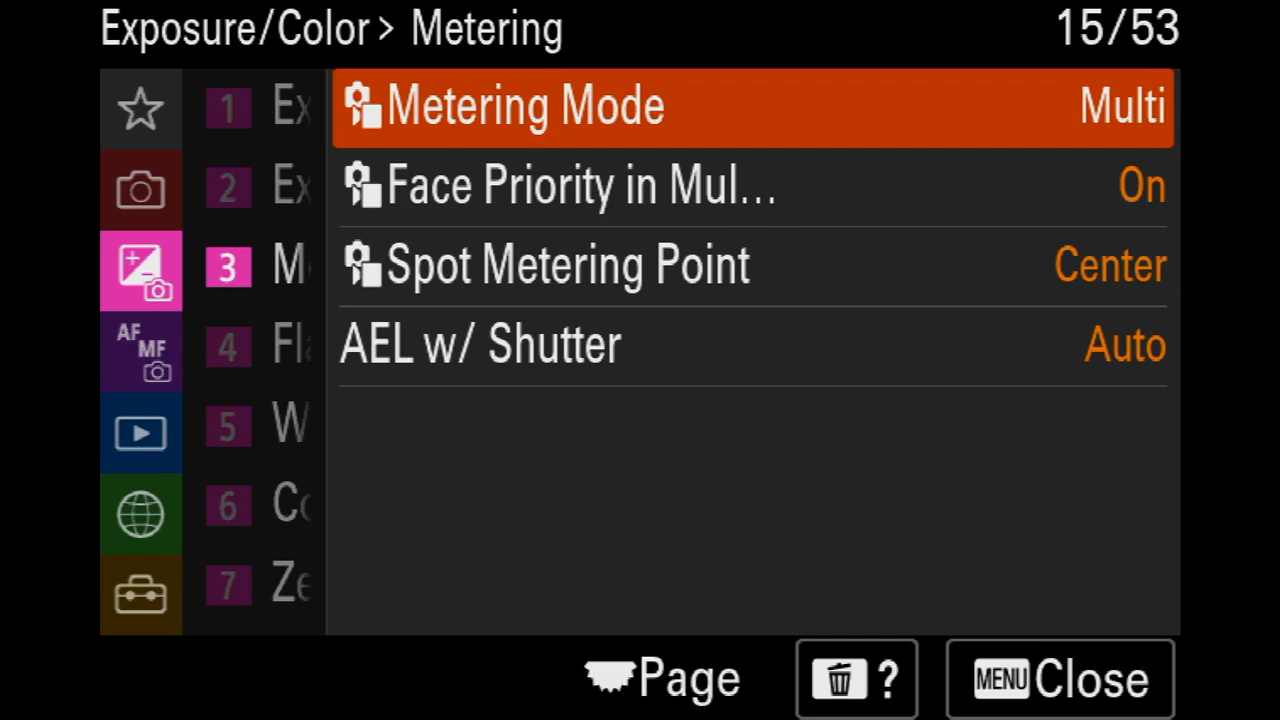 Exposure/Color> Metering 15/53
1 Ex
2 Ex
3 M
4 Fl
5 W
6 Co
7 Ze
Metering Mode Multi
Face Priority in Mul... On
Spot Metering Point Center
AEL w/ Shutter Auto
AF MF
Page
?
MENU Close